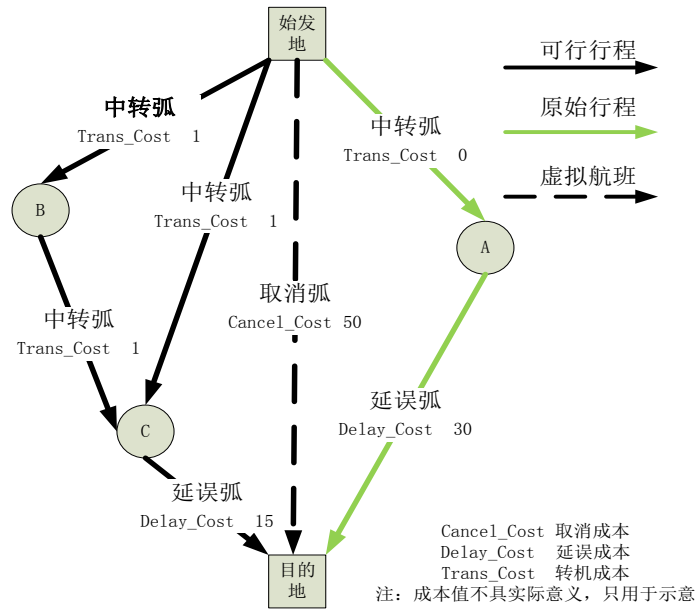 始发
地
可行行程
原始行程
虚拟航班
中转弧
Trans_Cost 1
中转弧
Trans_Cost 0
中转弧
Trans_Cost 1
B
A
取消弧
Cancel_Cost 50
中转弧
Trans_Cost 1
延误弧
Delay_Cost 30
C
延误弧
Delay_Cost 15
目的
地
Cancel_Cost 取消成本
Delay_Cost 延误成本
Trans_Cost 转机成本
注：成本值不具实际意义，只用于示意